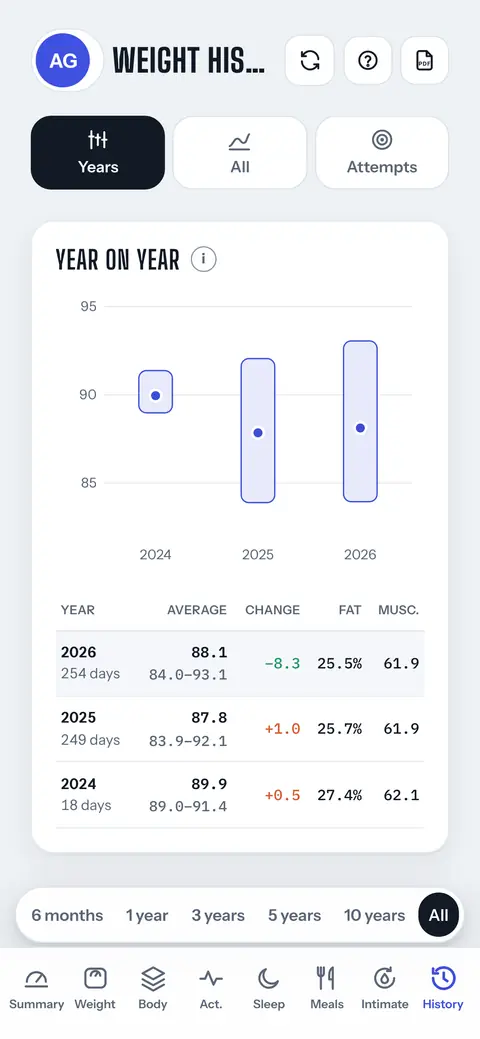 AG
WEIGHT HIS...
PDF
Years
All
Attempts
YEAR ON YEAR
i
95
90
85
2024
2025
2026
YEAR AVERAGE CHANGE FAT MUSC.
2026 88.1
−8.3 25.5% 61.9
254 days 84.0–93.1
2025 87.8
+1.0 25.7% 61.9
249 days 83.9–92.1
2024 89.9
+0.5 27.4% 62.1
18 days 89.0–91.4
6 months 1 year 3 years 5 years 10 years All
Summary Weight Body Act. Sleep Meals Intimate History